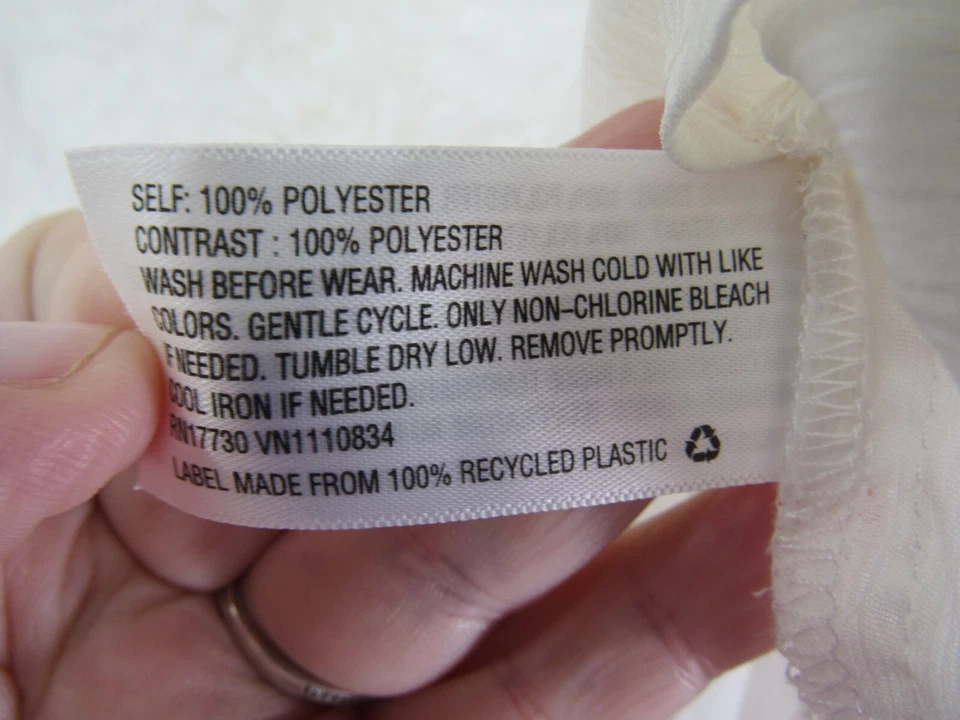 SELF: 100% POLYESTER
CONTRAST : 100% POLYESTER
WASH BEFORE WEAR. MACHINE WASH COLD WITH LIKE
COLORS. GENTLE CYCLE. ONLY NON-CHLORINE BLEACH
IF NEEDED. TUMBLE DRY LOW. REMOVE PROMPTLY.
COOL IRON IF NEEDED.
RN17730 VN1110834
LABEL MADE FROM 100% RECYCLED PLASTIC